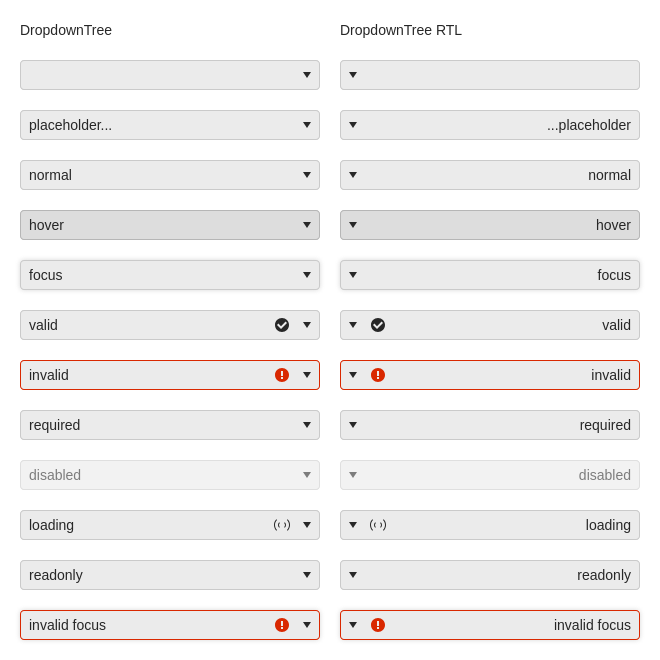 DropdownTree
DropdownTree RTL
placeholder...
...placeholder
normal
normal
hover
hover
focus
focus
valid
valid
invalid
invalid
required
required
disabled
disabled
loading
loading
readonly
readonly
invalid focus
invalid focus